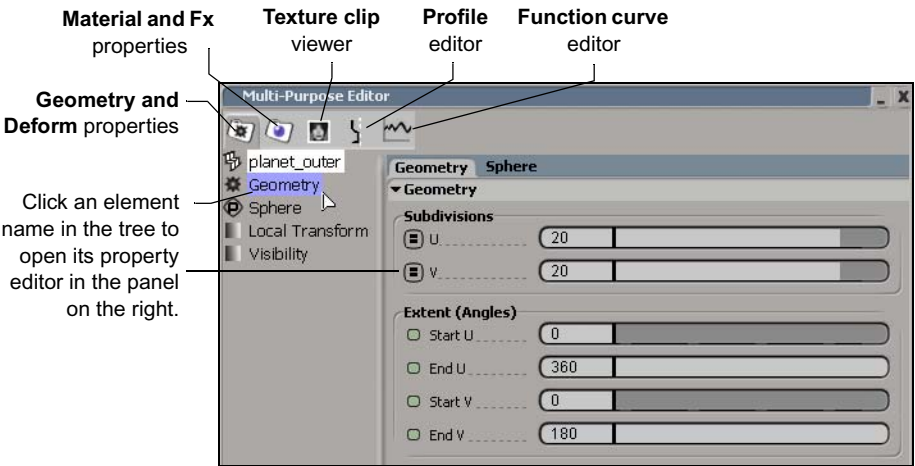 Material and Fx
properties
Texture clip
viewer
Profile
editor
Function curve
editor
Geometry and
Deform properties
Click an element
name in the tree to
open its property
editor in the panel
on the right.
Multi-Purpose Editor
planet_outer
Geometry
Sphere
Local Transform
Visibility
Geometry Sphere
Geometry
Subdivisions
U 20
V 20
Extent (Angles)
Start U 0
End U 360
Start V 0
End V 180